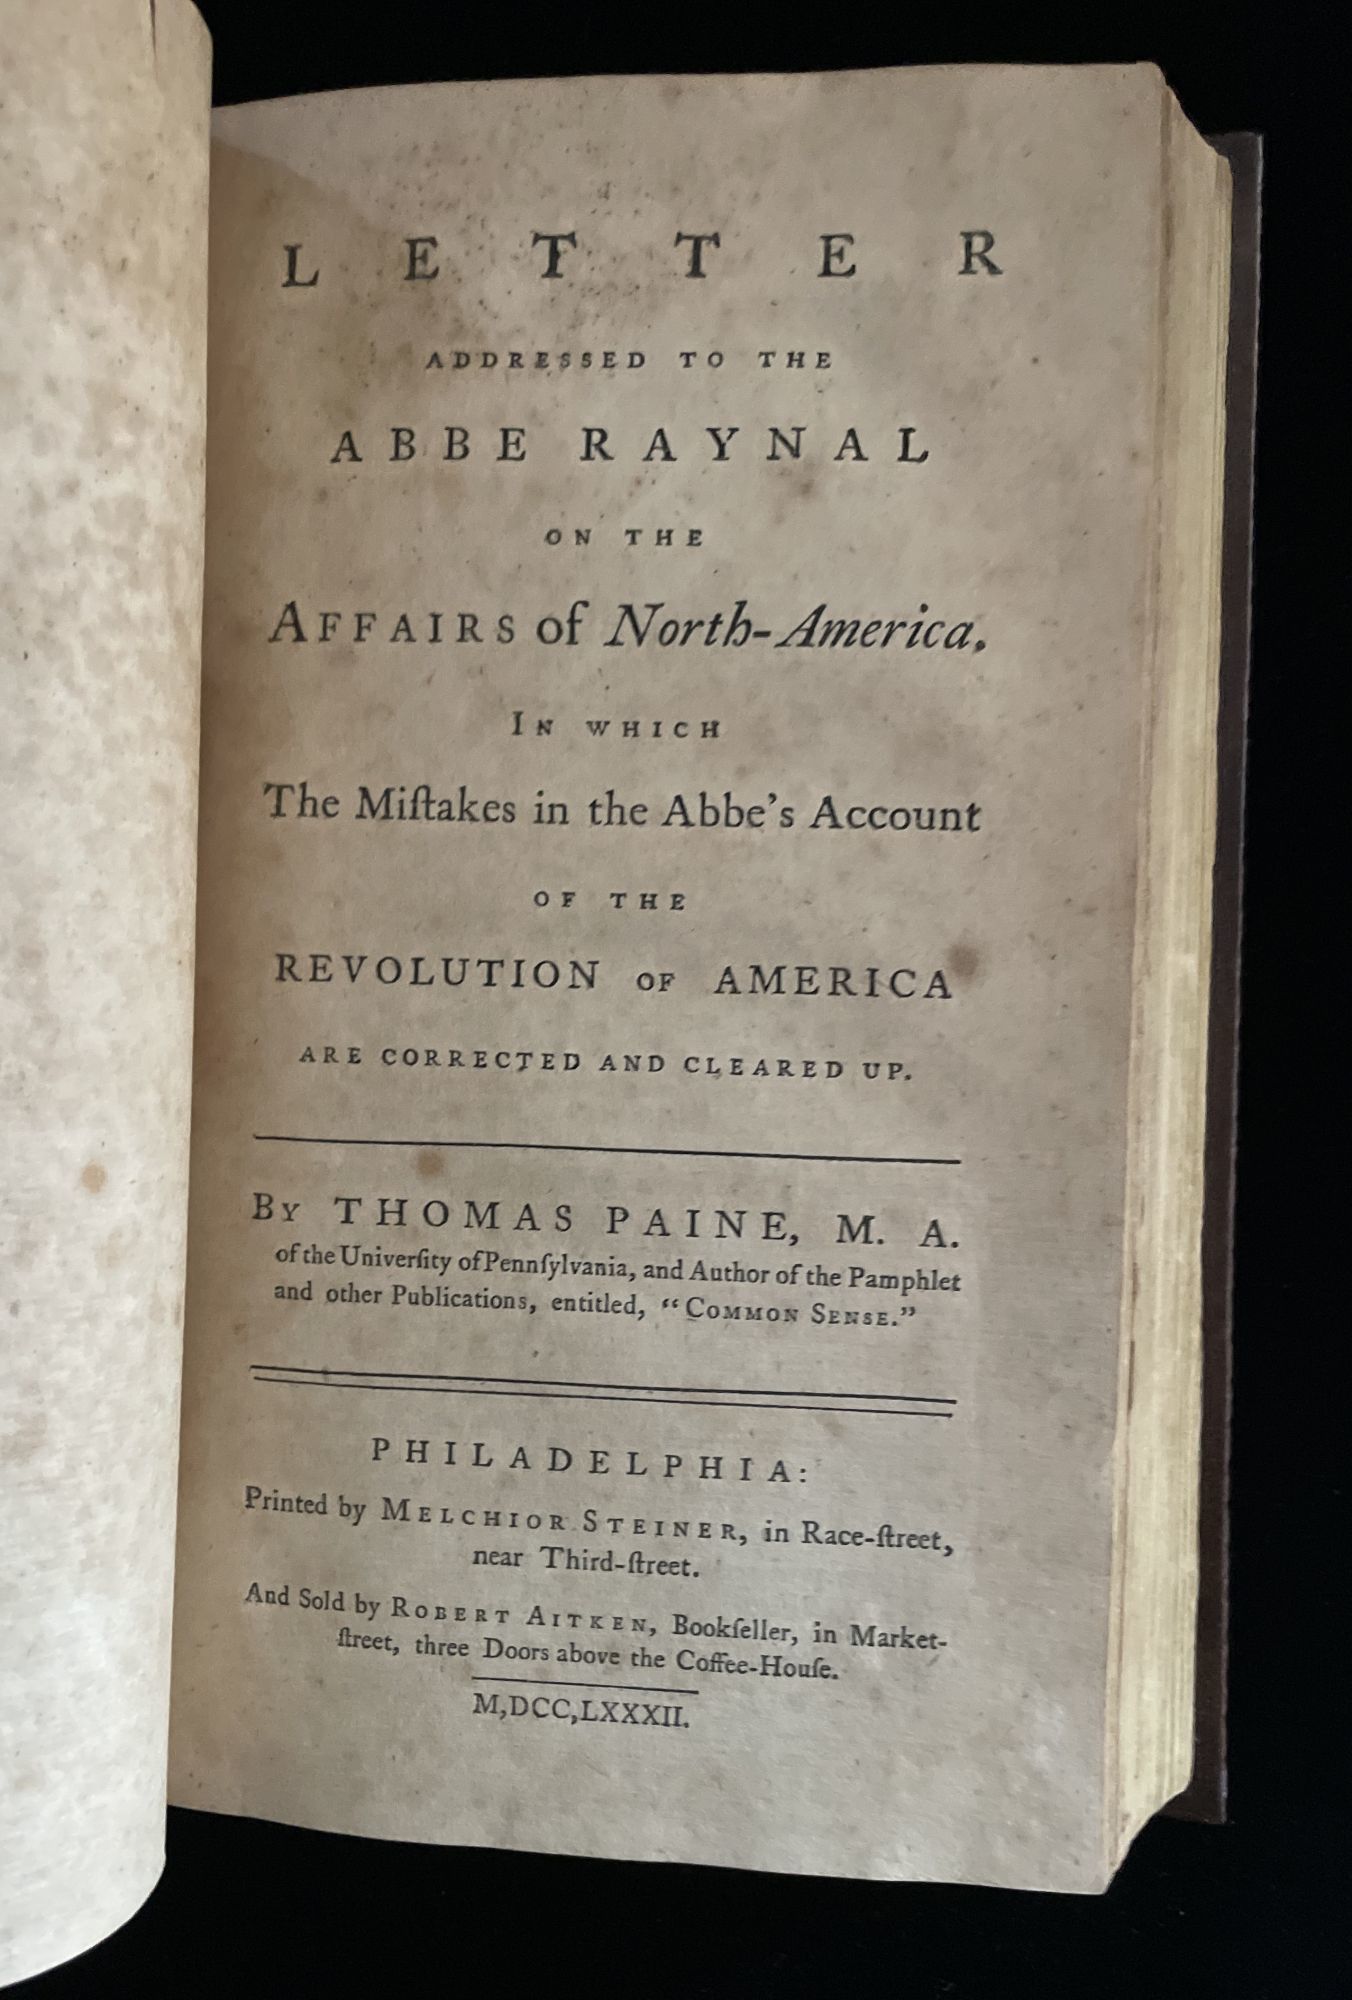 LETTER
ADDRESSED TO THE
ABBE RAYNAL
ON THE
AFFAIRS of North-America.
IN WHICH
The Miſtakes in the Abbe's Account
OF THE
REVOLUTION OF AMERICA
ARE CORRECTED AND CLEARED UP.
BY THOMAS PAINE, M. A.
of the Univerſity of Pennſylvania, and Author of the Pamphlet
and other Publications, entitled, “COMMON SENSE.”
PHILADELPHIA:
Printed by MELCHIOR STEINER, in Race-ſtreet,
near Third-ſtreet.
And Sold by ROBERT AITKEN, Bookſeller, in Market-
ſtreet, three Doors above the Coffee-Houſe.
M,DCC,LXXXII.